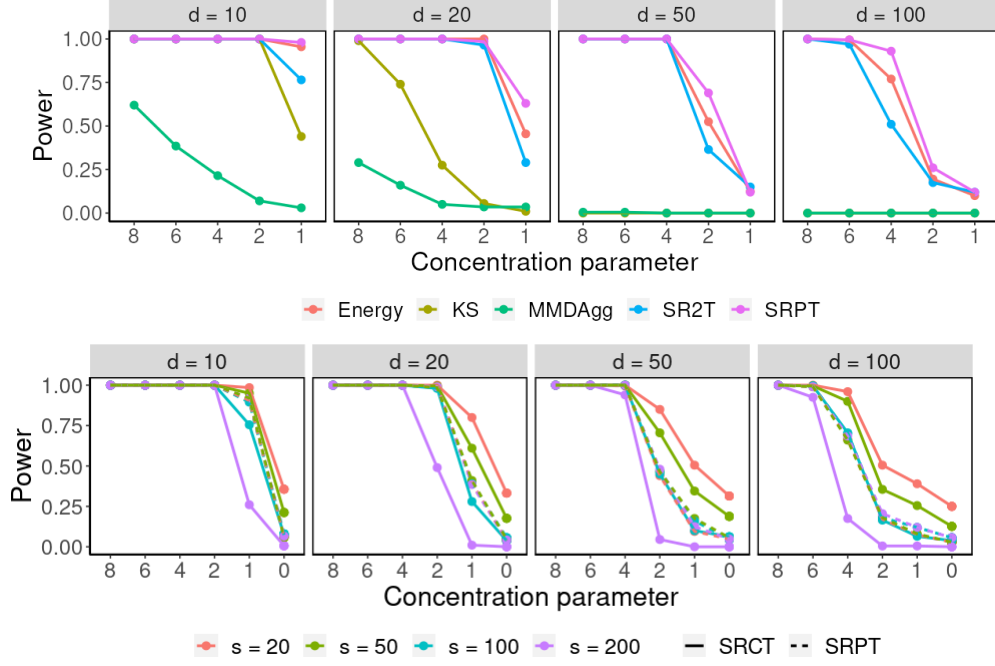 d = 10 d = 20 d = 50 d = 100
Power
1.00
0.75
0.50
0.25
0.00
8 6 4 2 1 8 6 4 2 1 8 6 4 2 1 8 6 4 2 1
Concentration parameter
Energy KS MMDAgg SR2T SRPT
d = 10 d = 20 d = 50 d = 100
Power
1.00
0.75
0.50
0.25
0.00
8 6 4 2 1 0 8 6 4 2 1 0 8 6 4 2 1 0 8 6 4 2 1 0
Concentration parameter
s = 20 s = 50 s = 100 s = 200 SRCT SRPT